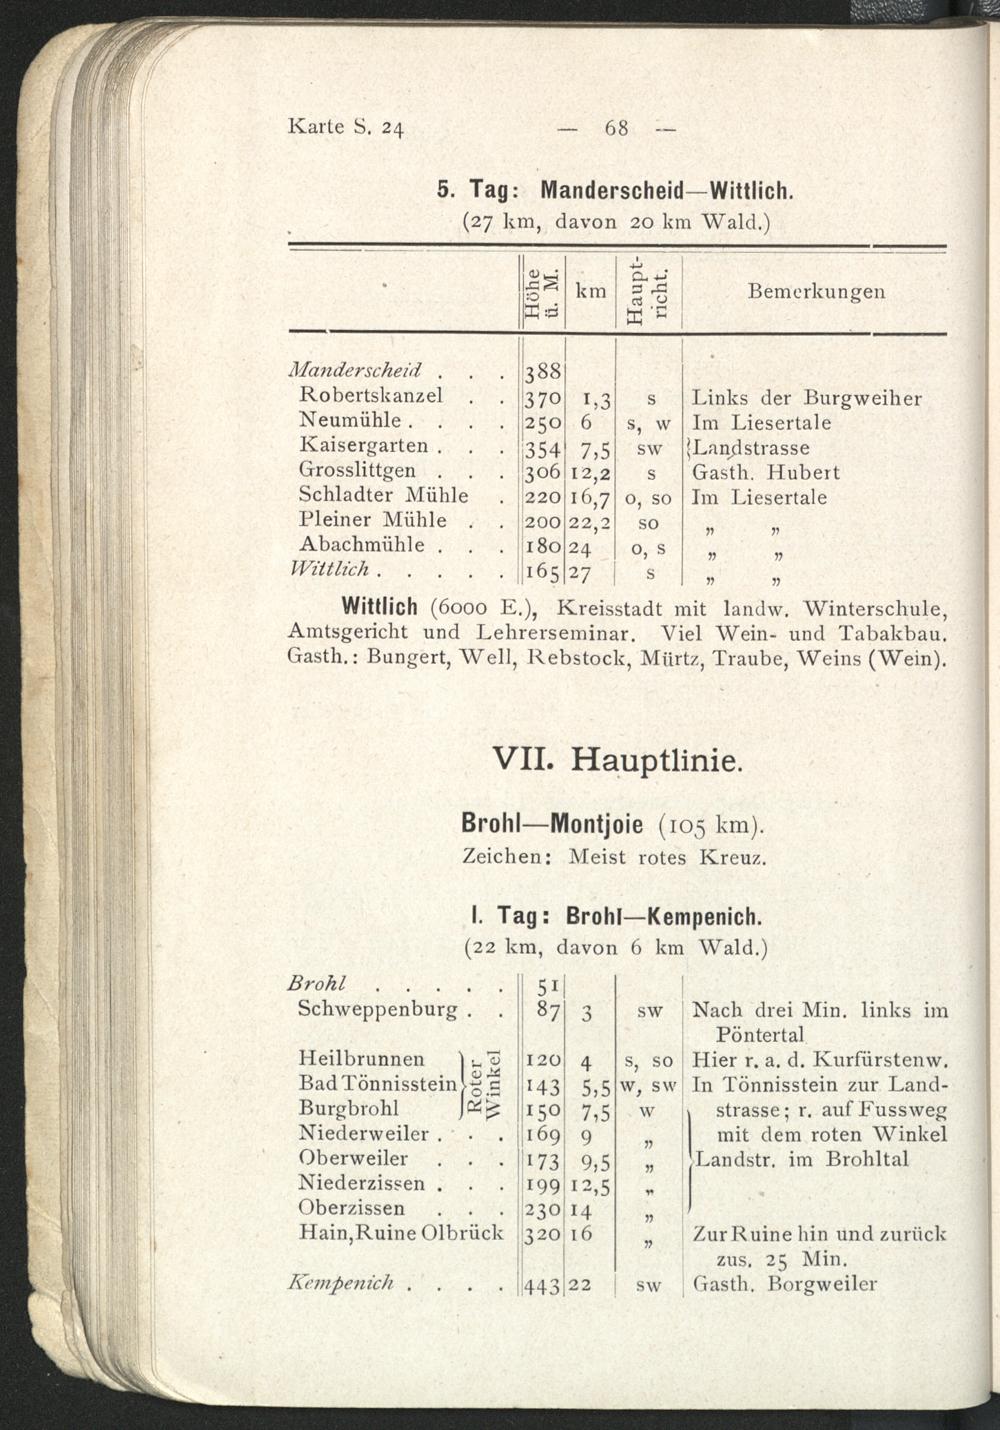 Karte S. 24 — 68 —
5. Tag: Manderscheid—Wittlich.
(27 km, davon 20 km Wald.)
Höhe ü. M. km Haupt-richt. Bemerkungen
Manderscheid . . . 388
Robertskanzel . . 370 1,3 s Links der Burgweiher
Neumühle . . . . 250 6 s, w Im Liesertale
Kaisergarten . . . 354 7,5 sw }Landstrasse
Grosslittgen . . . 306 12,2 s Gasth. Hubert
Schladter Mühle . 220 16,7 o, so Im Liesertale
Pleiner Mühle . . 200 22,2 so „ „
Abachmühle . . . 180 24 o, s „ „
Wittlich . . . . . 165 27 s „ „
Wittlich (6000 E.), Kreisstadt mit landw. Winterschule,
Amtsgericht und Lehrerseminar. Viel Wein- und Tabakbau.
Gasth.: Bungert, Well, Rebstock, Mürtz, Traube, Weins (Wein).
VII. Hauptlinie.
Brohl—Montjoie (105 km).
Zeichen: Meist rotes Kreuz.
I. Tag: Brohl—Kempenich.
(22 km, davon 6 km Wald.)
Brohl . . . . . 51
Schweppenburg . . 87 3 sw Nach drei Min. links im
Pöntertal
Heilbrunnen } Roter Winkel 120 4 s, so Hier r. a. d. Kurfürstenw.
Bad Tönnisstein 143 5,5 w, sw In Tönnisstein zur Land-
Burgbrohl 150 7,5 w strasse; r. auf Fussweg
Niederweiler . . . 169 9 „ mit dem roten Winkel
Oberweiler . . . 173 9,5 „ }Landstr. im Brohltal
Niederzissen . . . 199 12,5 „
Oberzissen . . . 230 14 „
Hain, Ruine Olbrück 320 16 „ Zur Ruine hin und zurück
zus. 25 Min.
Kempenich . . . . 443 22 sw Gasth. Borgweiler